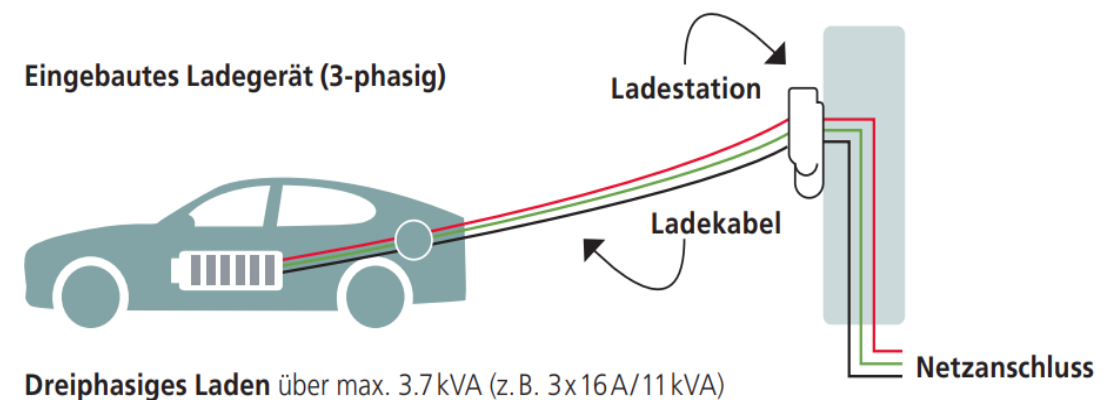 Eingebautes Ladegerät (3-phasig)
Ladestation
Ladekabel
Netzanschluss
Dreiphasiges Laden über max. 3.7 kVA (z. B. 3 x 16 A / 11 kVA)